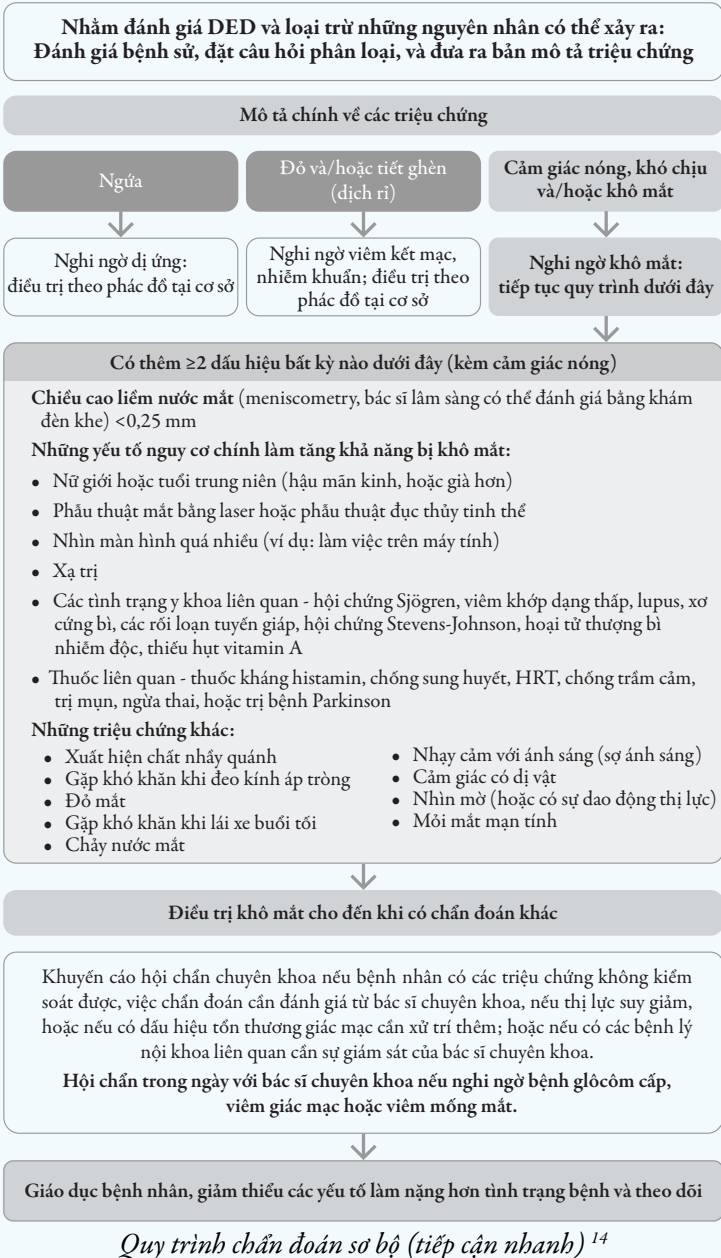 Nhằm đánh giá DED và loại trừ những nguyên nhân có thể xảy ra:
Đánh giá bệnh sử, đặt câu hỏi phân loại, và đưa ra bản mô tả triệu chứng
Mô tả chính về các triệu chứng
Ngứa
Đỏ và/hoặc tiết ghèn
(dịch rỉ)
Cảm giác nóng, khó chịu
và/hoặc khô mắt
Nghi ngờ dị ứng:
điều trị theo phác đồ tại cơ sở
Nghi ngờ viêm kết mạc,
nhiễm khuẩn; điều trị theo
phác đồ tại cơ sở
Nghi ngờ khô mắt:
tiếp tục quy trình dưới đây
Có thêm ≥2 dấu hiệu bất kỳ nào dưới đây (kèm cảm giác nóng)
Chiều cao liềm nước mắt (meniscometry, bác sĩ lâm sàng có thể đánh giá bằng khám
đèn khe) <0,25 mm
Những yếu tố nguy cơ chính làm tăng khả năng bị khô mắt:
• Nữ giới hoặc tuổi trung niên (hậu mãn kinh, hoặc già hơn)
• Phẫu thuật mắt bằng laser hoặc phẫu thuật đục thủy tinh thể
• Nhìn màn hình quá nhiều (ví dụ: làm việc trên máy tính)
• Xạ trị
• Các tình trạng y khoa liên quan - hội chứng Sjögren, viêm khớp dạng thấp, lupus, xơ
cứng bì, các rối loạn tuyến giáp, hội chứng Stevens-Johnson, hoại tử thượng bì
nhiễm độc, thiếu hụt vitamin A
• Thuốc liên quan - thuốc kháng histamin, chống sung huyết, HRT, chống trầm cảm,
trị mụn, ngừa thai, hoặc trị bệnh Parkinson
Những triệu chứng khác:
• Xuất hiện chất nhầy quánh
• Gặp khó khăn khi đeo kính áp tròng
• Đỏ mắt
• Gặp khó khăn khi lái xe buổi tối
• Chảy nước mắt
• Nhạy cảm với ánh sáng (sợ ánh sáng)
• Cảm giác có dị vật
• Nhìn mờ (hoặc có sự dao động thị lực)
• Mỏi mắt mạn tính
Điều trị khô mắt cho đến khi có chẩn đoán khác
Khuyến cáo hội chẩn chuyên khoa nếu bệnh nhân có các triệu chứng không kiểm
soát được, việc chẩn đoán cần đánh giá từ bác sĩ chuyên khoa, nếu thị lực suy giảm,
hoặc nếu có dấu hiệu tổn thương giác mạc cần xử trí thêm; hoặc nếu có các bệnh lý
nội khoa liên quan cần sự giám sát của bác sĩ chuyên khoa.
Hội chẩn trong ngày với bác sĩ chuyên khoa nếu nghi ngờ bệnh glôcôm cấp,
viêm giác mạc hoặc viêm mống mắt.
Giáo dục bệnh nhân, giảm thiểu các yếu tố làm nặng hơn tình trạng bệnh và theo dõi
Quy trình chẩn đoán sơ bộ (tiếp cận nhanh) 14